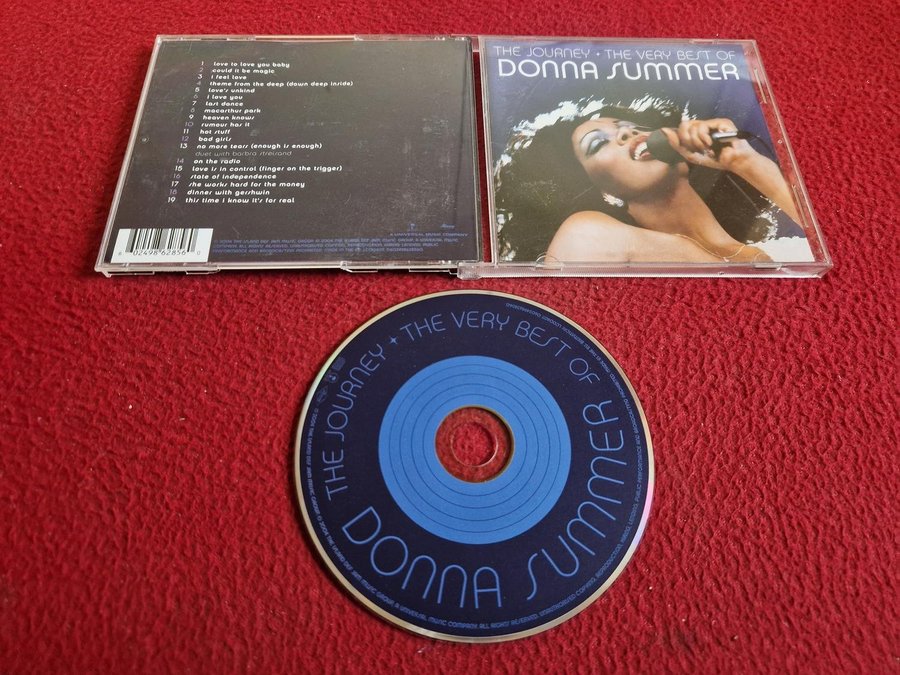 1 love to love you baby
2 could it be magic
3 i feel love
4 theme from the deep (down deep inside)
5 love's unkind
6 i love you
7 last dance
8 macarthur park
9 heaven knows
10 rumour has it
11 hot stuff
12 bad girls
13 no more tears (enough is enough)
duet with barbra streisand
14 on the radio
15 love is in control (finger on the trigger)
16 state of independence
17 she works hard for the money
18 dinner with gershwin
19 this time i know it's for real
A UNIVERSAL MUSIC COMPANY
8 02498 62856 0
THE JOURNEY • THE VERY BEST OF
DONNA SUMMER
THE JOURNEY • THE VERY BEST OF
DONNA SUMMER